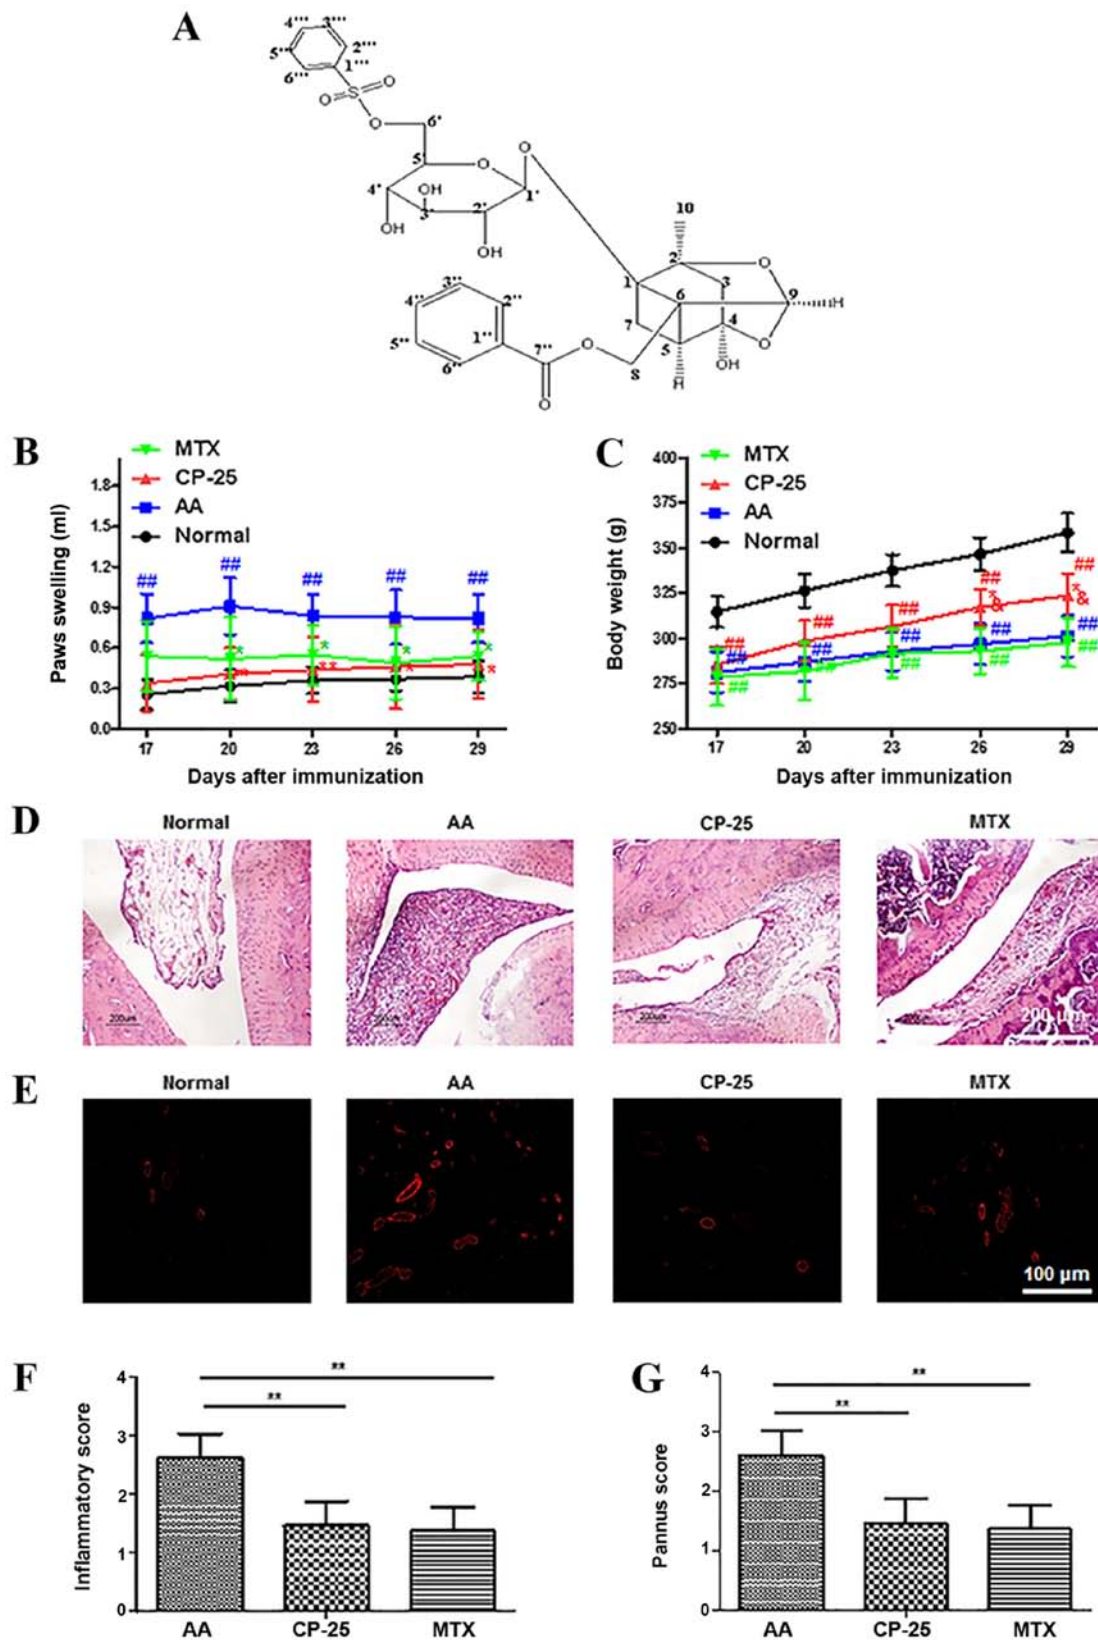 A
4''' 3'''
5''' 2'''
6''' 1'''
O S O
O 6'
5' O O
4' OH 1'
3' 2' 10
OH OH
2 O
3'' 1 3
4'' 2'' 6 9 H
7 4
5'' 1'' 5 O
6'' 7'' O OH
8 H
O
B
MTX
CP-25
AA
Normal
Paws swelling (ml)
1.8
1.5
1.2
0.9
0.6
0.3
0.0
## ## ## ## ##
* * * *
** ** ** **
17 20 23 26 29
Days after immunization
C
MTX
CP-25
AA
Normal
Body weight (g)
400
375
350
325
300
275
250
## ## ## ## ##
*& *&
## ## ## ## ##
## ## ## ## ##
17 20 23 26 29
Days after immunization
D
Normal AA CP-25 MTX
200um 200um 200um 200 μm
E
Normal AA CP-25 MTX
100 μm
F
Inflammatory score
4
3
2
1
0
**
**
AA CP-25 MTX
G
Pannus score
4
3
2
1
0
**
**
AA CP-25 MTX